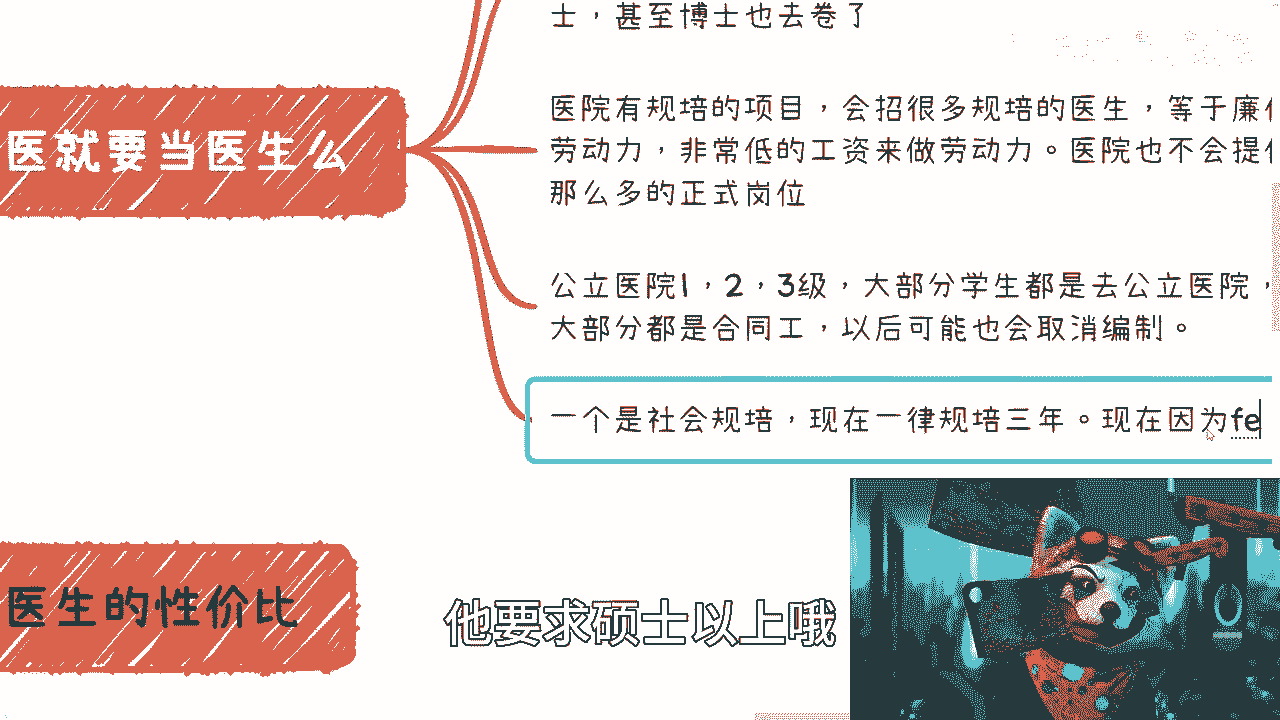 士，甚至博士也去卷了
医院有规培的项目，会招很多规培的医生，等于廉
劳动力，非常低的工资来做劳动力。医院也不会提
那么多的正式岗位
医就要当医生么
公立医院1，2，3级，大部分学生都是去公立医院，
大部分都是合同工，以后可能也会取消编制。
一个是社会规培，现在一律规培三年。现在因为fe
医生的性价比
他要求硕士以上哦